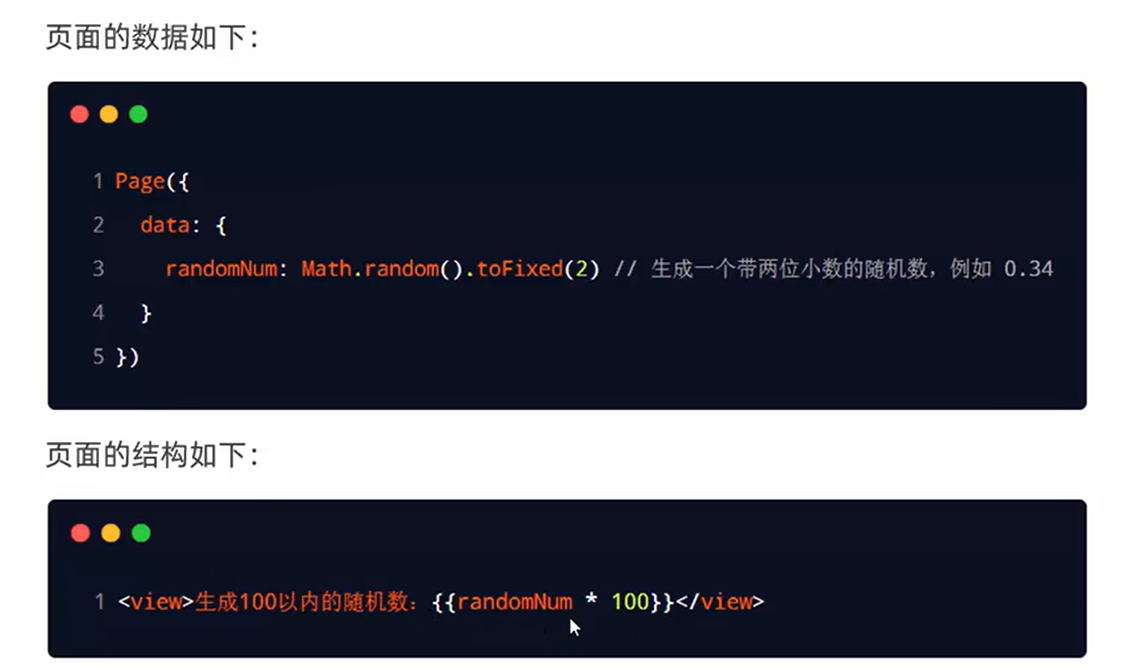 页面的数据如下：
1 Page({
2   data: {
3     randomNum: Math.random().toFixed(2) // 生成一个带两位小数的随机数，例如 0.34
4   }
5 })
页面的结构如下：
1 <view>生成100以内的随机数：{{randomNum * 100}}</view>